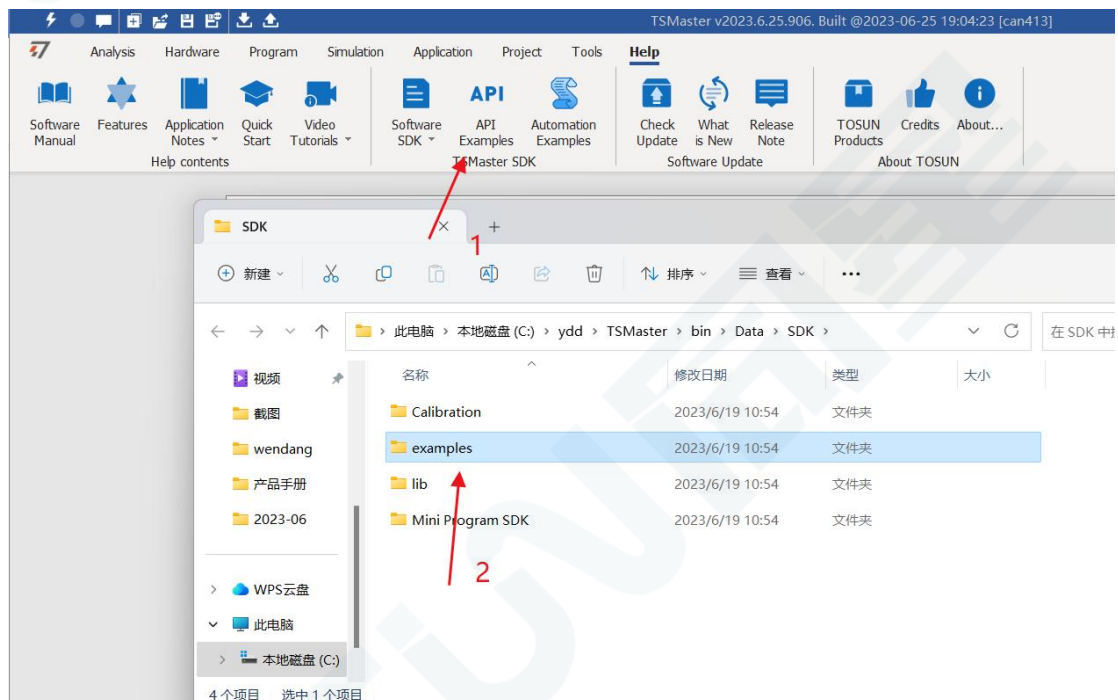 TSMaster v2023.6.25.906. Built @2023-06-25 19:04:23 [can413]
Analysis Hardware Program Simulation Application Project Tools Help
Software Manual
Features
Application Notes
Quick Start
Video Tutorials
Software SDK
API
API Examples
Automation Examples
Check Update
What is New
Release Note
TOSUN Products
Credits
About...
Help contents
TSMaster SDK
Software Update
About TOSUN
SDK
1
新建
排序
查看
此电脑 > 本地磁盘 (C:) > ydd > TSMaster > bin > Data > SDK >
在 SDK 中
名称 修改日期 类型 大小
视频
截图
wendang
产品手册
2023-06
WPS云盘
此电脑
本地磁盘 (C:)
Calibration 2023/6/19 10:54 文件夹
examples 2023/6/19 10:54 文件夹
lib 2023/6/19 10:54 文件夹
Mini Program SDK 2023/6/19 10:54 文件夹
2
4 个项目 选中 1 个项目